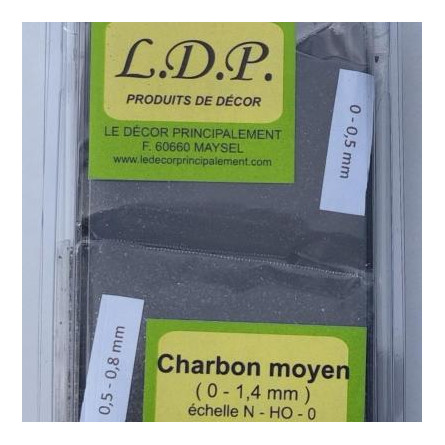 L.D.P.
PRODUITS DE DÉCOR
LE DÉCOR PRINCIPALEMENT
F. 60660 MAYSEL
www.ledecorprincipalement.com
0 - 0,5 mm
0,5 - 0,8 mm
Charbon moyen
( 0 - 1,4 mm )
échelle N - HO - 0